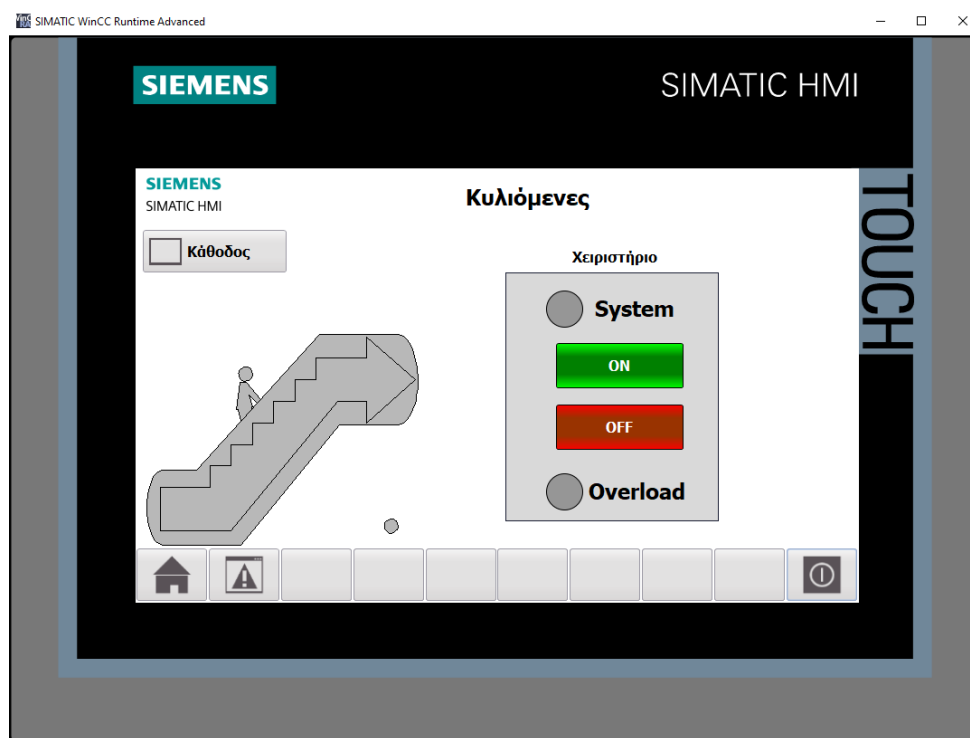 SIMATIC WinCC Runtime Advanced
SIEMENS
SIMATIC HMI
TOUCH
SIEMENS
SIMATIC HMI
Κυλιόμενες
Κάθοδος
Χειριστήριο
System
ON
OFF
Overload